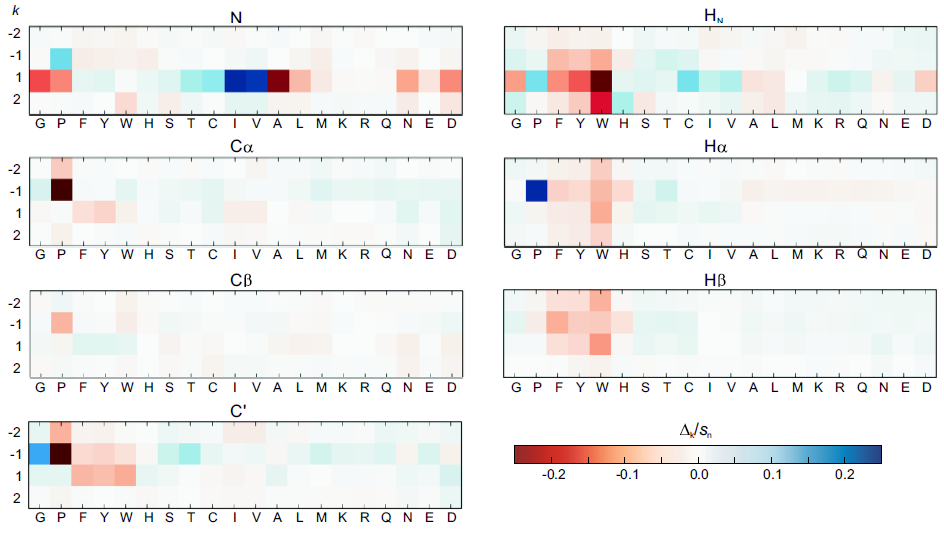 k
N
H_N
-2
-1
1
2
G P F Y W H S T C I V A L M K R Q N E D
G P F Y W H S T C I V A L M K R Q N E D
Cα
Hα
-2
-1
1
2
G P F Y W H S T C I V A L M K R Q N E D
G P F Y W H S T C I V A L M K R Q N E D
Cβ
Hβ
-2
-1
1
2
G P F Y W H S T C I V A L M K R Q N E D
G P F Y W H S T C I V A L M K R Q N E D
C'
-2
-1
1
2
G P F Y W H S T C I V A L M K R Q N E D
Δk/sn
-0.2 -0.1 0.0 0.1 0.2